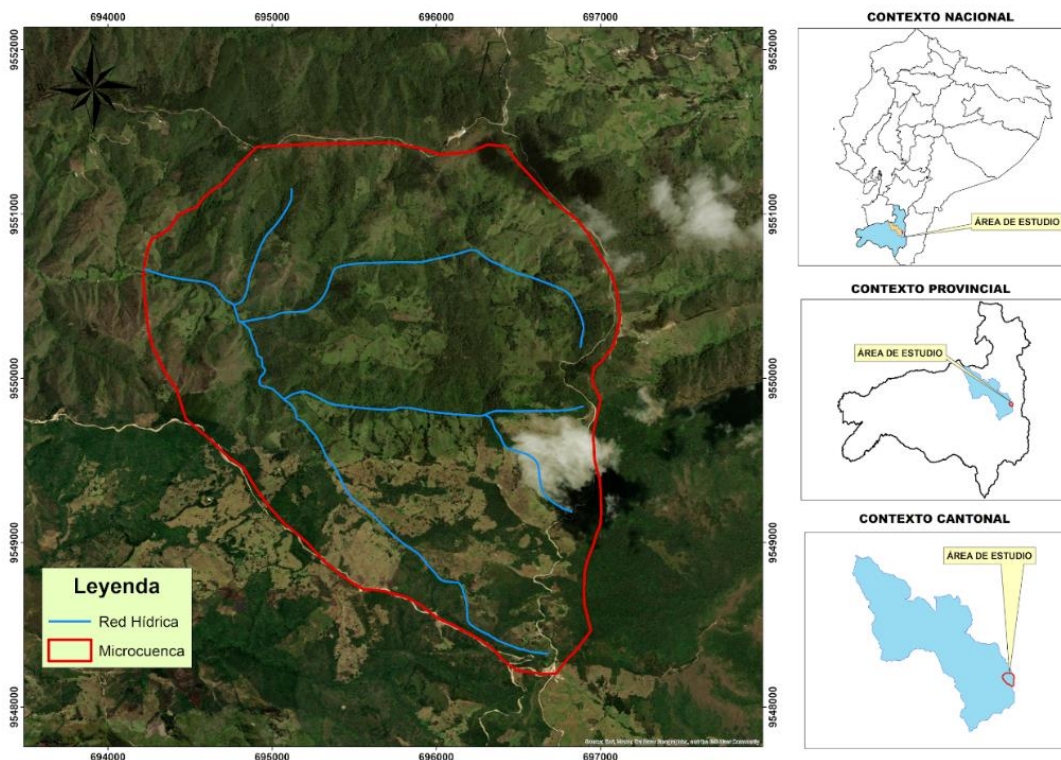 694000
695000
696000
697000
9552000
9552000
9551000
9551000
9550000
9550000
9549000
9549000
9548000
9548000
Leyenda
Red Hídrica
Microcuenca
694000
695000
696000
697000
CONTEXTO NACIONAL
ÁREA DE ESTUDIO
CONTEXTO PROVINCIAL
ÁREA DE ESTUDIO
CONTEXTO CANTONAL
ÁREA DE ESTUDIO